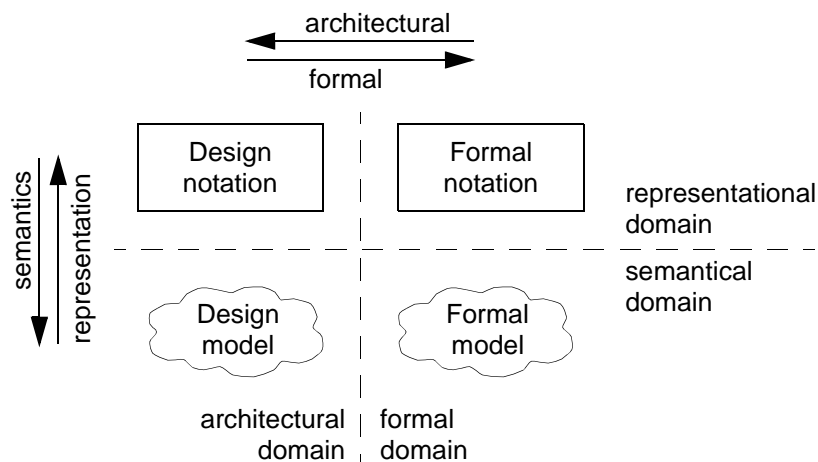 architectural
formal
Design
notation
Formal
notation
semantics
representation
representational
domain
semantical
domain
Design
model
Formal
model
architectural
domain
formal
domain